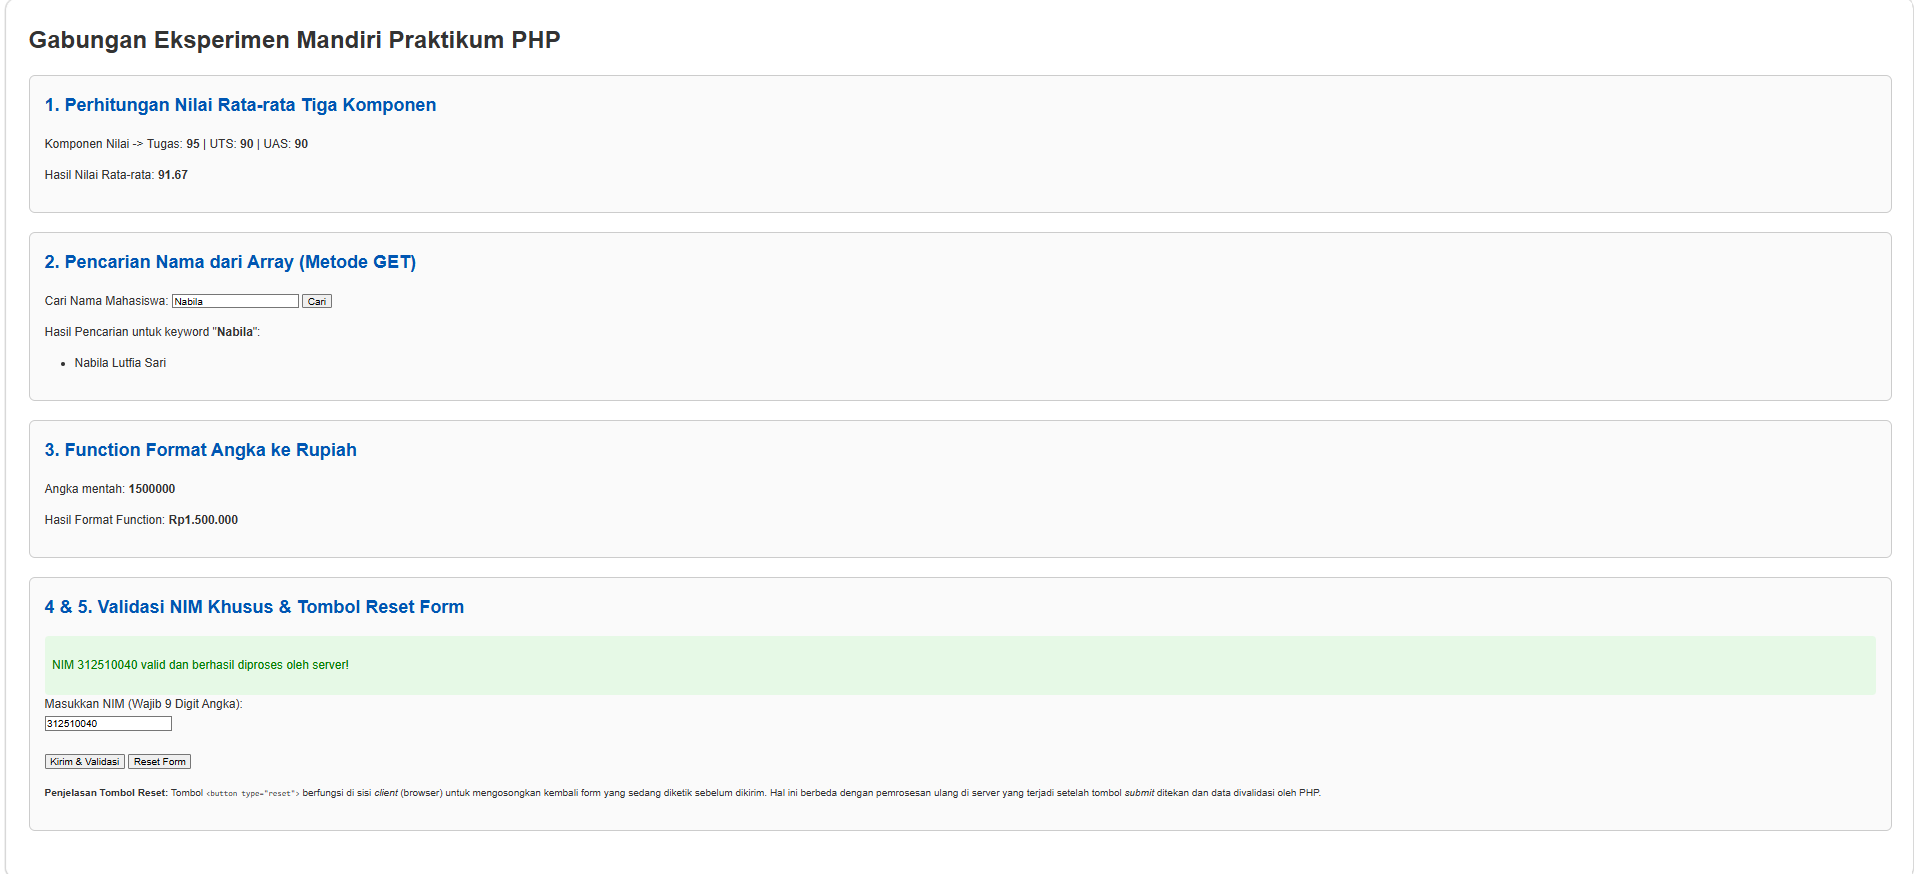 Gabungan Eksperimen Mandiri Praktikum PHP
1. Perhitungan Nilai Rata-rata Tiga Komponen
Komponen Nilai -> Tugas: 95 | UTS: 90 | UAS: 90
Hasil Nilai Rata-rata: 91.67
2. Pencarian Nama dari Array (Metode GET)
Cari Nama Mahasiswa: Nabila Cari
Hasil Pencarian untuk keyword "Nabila":
• Nabila Lutfia Sari
3. Function Format Angka ke Rupiah
Angka mentah: 1500000
Hasil Format Function: Rp1.500.000
4 & 5. Validasi NIM Khusus & Tombol Reset Form
NIM 312510040 valid dan berhasil diproses oleh server!
Masukkan NIM (Wajib 9 Digit Angka):
312510040
Kirim & Validasi Reset Form
Penjelasan Tombol Reset: Tombol <button type="reset"> berfungsi di sisi client (browser) untuk mengosongkan kembali form yang sedang diketik sebelum dikirim. Hal ini berbeda dengan pemrosesan ulang di server yang terjadi setelah tombol submit ditekan dan data divalidasi oleh PHP.